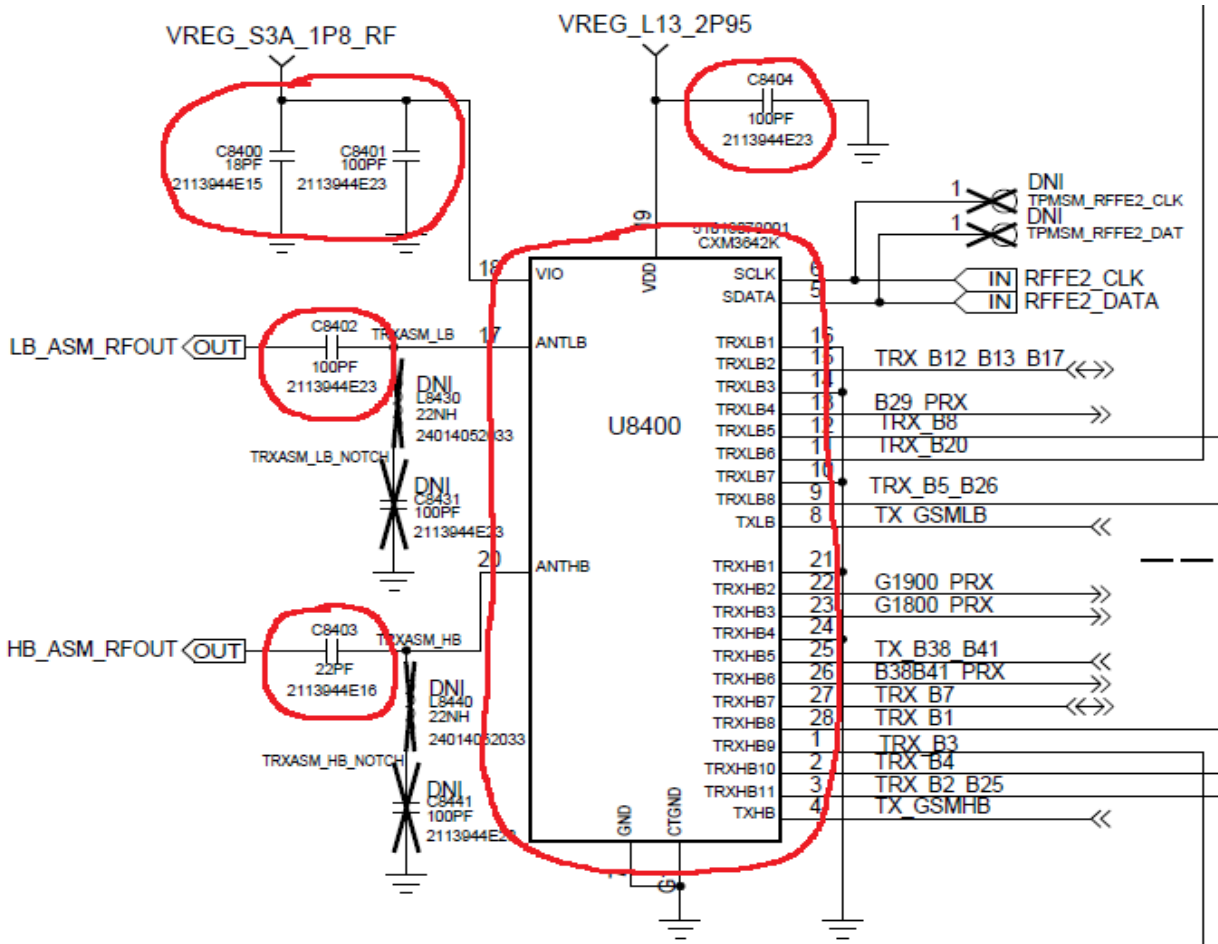 VREG_S3A_1P8_RF
VREG_L13_2P95
C8404
100PF
2113944E23
C8400
18PF
2113944E15
C8401
100PF
2113944E23
1
DNI
TPMSM_RFFE2_CLK
1
DNI
TPMSM_RFFE2_DAT
19
CXM3642K
18
VIO
VDD
SCLK
6
IN
RFFE2_CLK
SDATA
5
IN
RFFE2_DATA
LB_ASM_RFOUT
OUT
C8402
100PF
2113944E23
TRXASM_LB
17
ANTLB
DNI
L8430
22NH
24014052033
TRXASM_LB_NOTCH
DNI
C8431
100PF
2113944E23
U8400
TRXLB1
16
TRXLB2
15
TRX_B12_B13_B17
TRXLB3
14
TRXLB4
13
B29_PRX
TRXLB5
12
TRX_B8
TRXLB6
11
TRX_B20
TRXLB7
10
TRXLB8
9
TRX_B5_B26
TXLB
8
TX_GSMLB
20
ANTHB
TRXHB1
21
TRXHB2
22
G1900_PRX
TRXHB3
23
G1800_PRX
TRXHB4
24
TRXHB5
25
TX_B38_B41
TRXHB6
26
B38B41_PRX
TRXHB7
27
TRX_B7
TRXHB8
28
TRX_B1
TRXHB9
1
TRX_B3
TRXHB10
2
TRX_B4
TRXHB11
3
TRX_B2_B25
TXHB
4
TX_GSMHB
HB_ASM_RFOUT
OUT
C8403
22PF
2113944E16
TRXASM_HB
DNI
L8440
22NH
24014052033
TRXASM_HB_NOTCH
DNI
C8441
100PF
2113944E23
GND
CTGND